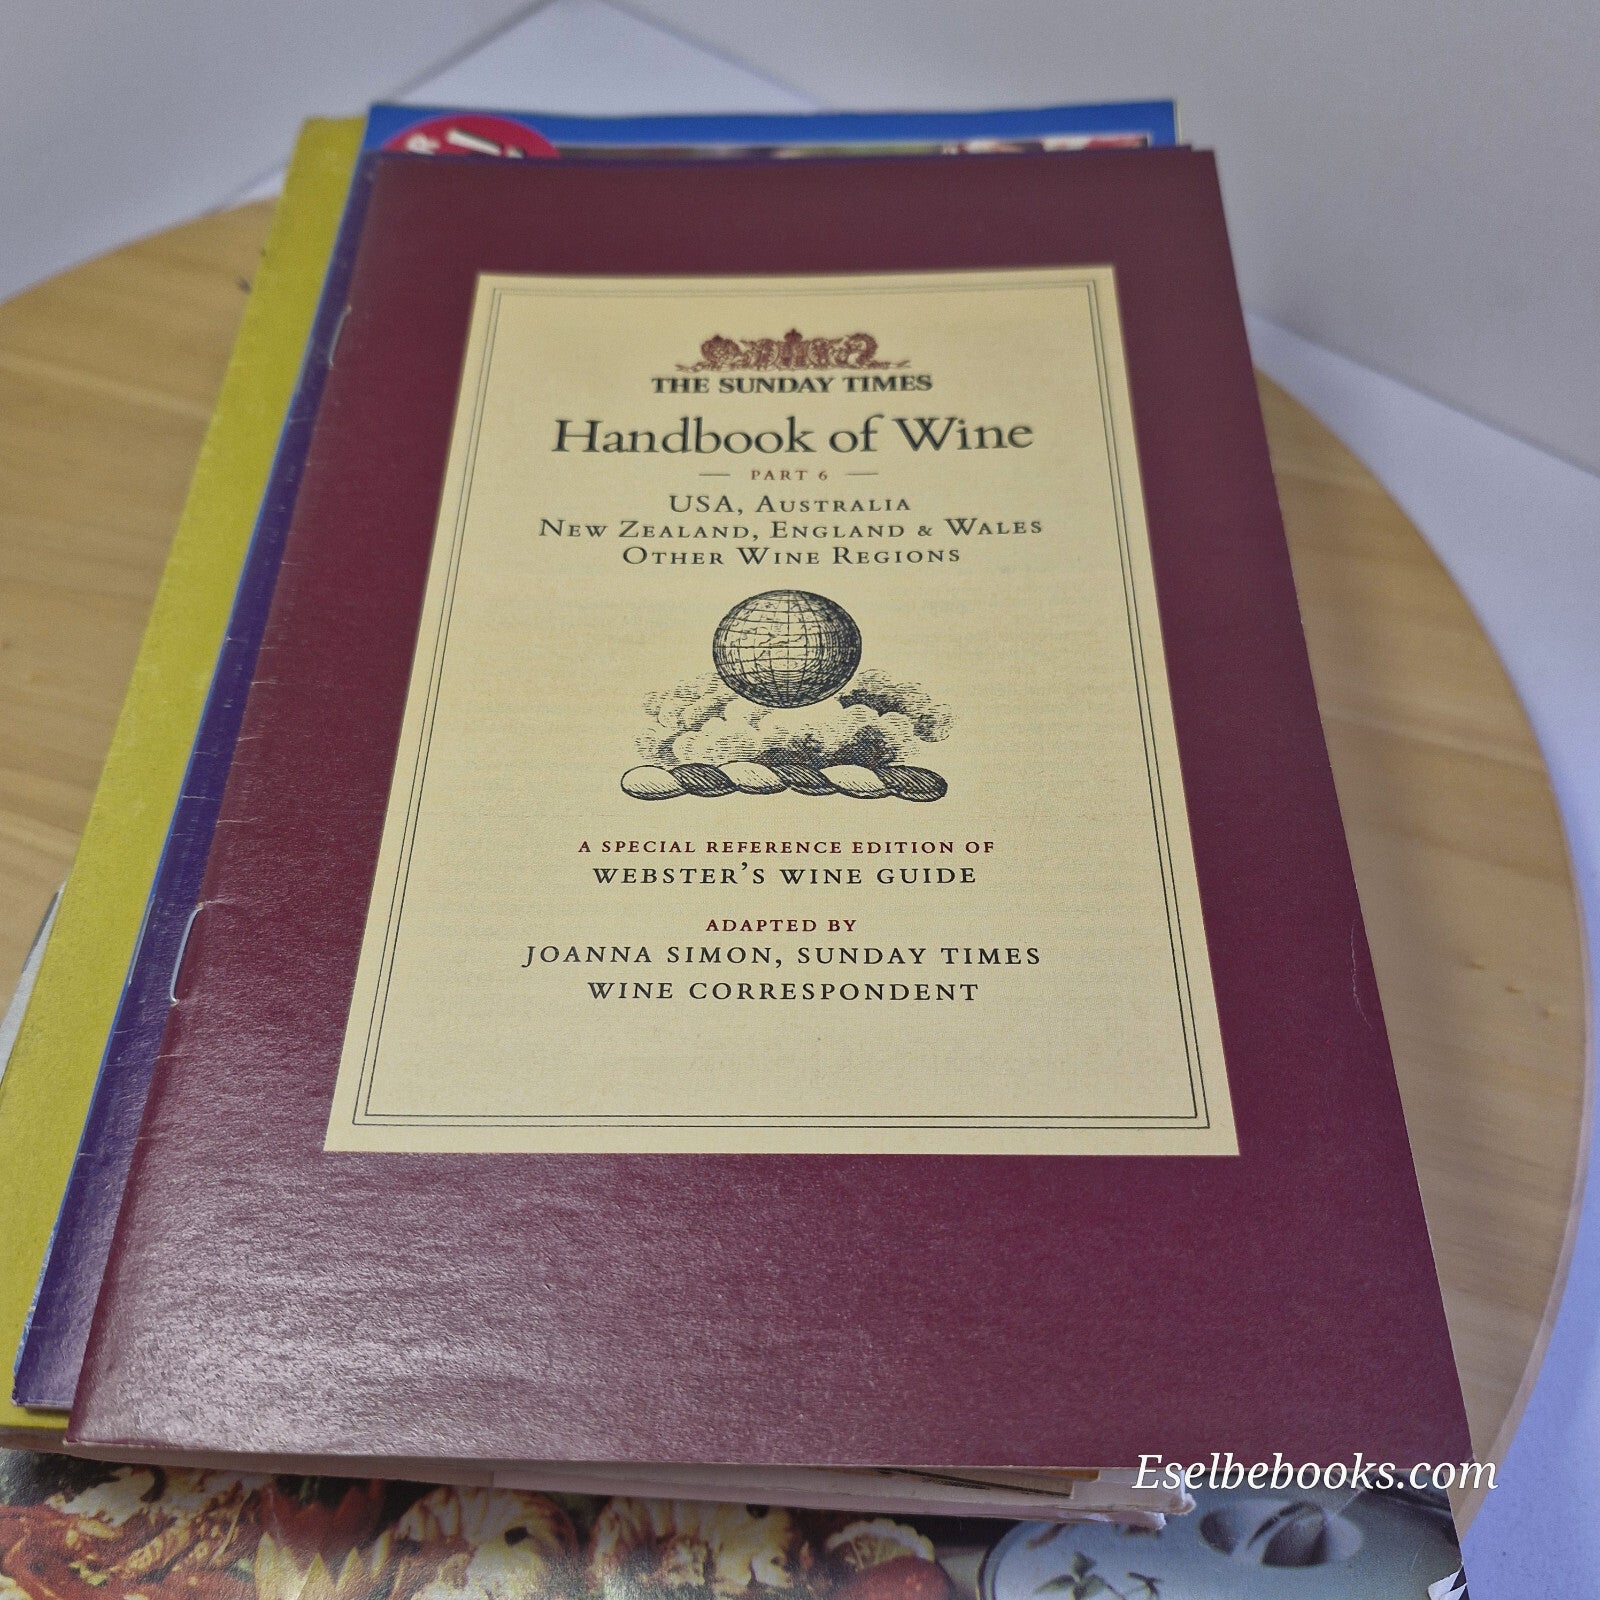 THE SUNDAY TIMES
Handbook of Wine
PART 6
USA, AUSTRALIA
NEW ZEALAND, ENGLAND & WALES
OTHER WINE REGIONS
A SPECIAL REFERENCE EDITION OF
WEBSTER'S WINE GUIDE
ADAPTED BY
JOANNA SIMON, SUNDAY TIMES
WINE CORRESPONDENT
Eselbebooks.com